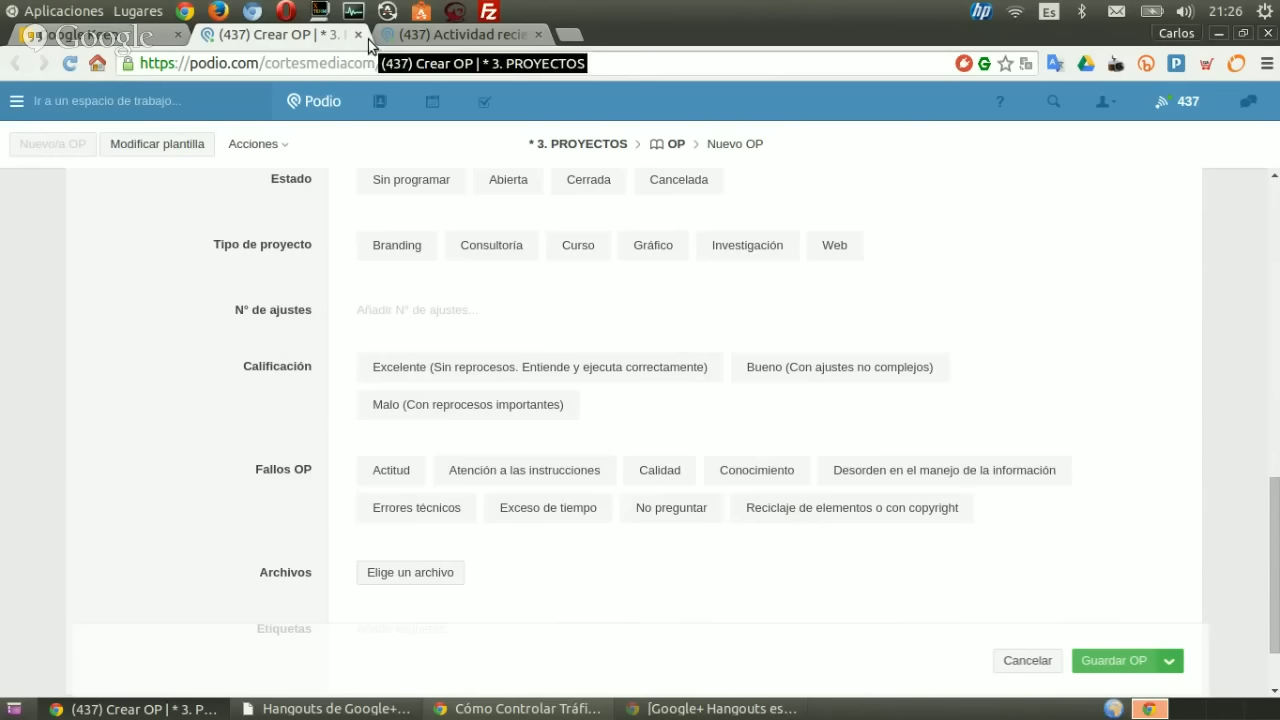 Aplicaciones Lugares
Es
21:26
Google
(437) Crear OP | * 3. I
(437) Actividad recie
Carlos
https://podio.com/cortesmediacom/
(437) Crear OP | * 3. PROYECTOS
Ir a un espacio de trabajo...
Podio
?
437
Nuevo/a OP
Modificar plantilla
Acciones
* 3. PROYECTOS > OP > Nuevo OP
Estado
Sin programar
Abierta
Cerrada
Cancelada
Tipo de proyecto
Branding
Consultoría
Curso
Gráfico
Investigación
Web
N° de ajustes
Añadir N° de ajustes...
Calificación
Excelente (Sin reprocesos. Entiende y ejecuta correctamente)
Bueno (Con ajustes no complejos)
Malo (Con reprocesos importantes)
Fallos OP
Actitud
Atención a las instrucciones
Calidad
Conocimiento
Desorden en el manejo de la información
Errores técnicos
Exceso de tiempo
No preguntar
Reciclaje de elementos o con copyright
Archivos
Elige un archivo
Etiquetas
Cancelar
Guardar OP
(437) Crear OP | * 3. P...
Hangouts de Google+...
Cómo Controlar Tráfi...
[Google+ Hangouts es...